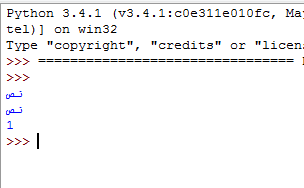 Python 3.4.1 (v3.4.1:c0e311e010fc, Ma
tel)] on win32
Type "copyright", "credits" or "licen
>>> ================================
>>>
نص
نص
1
>>>